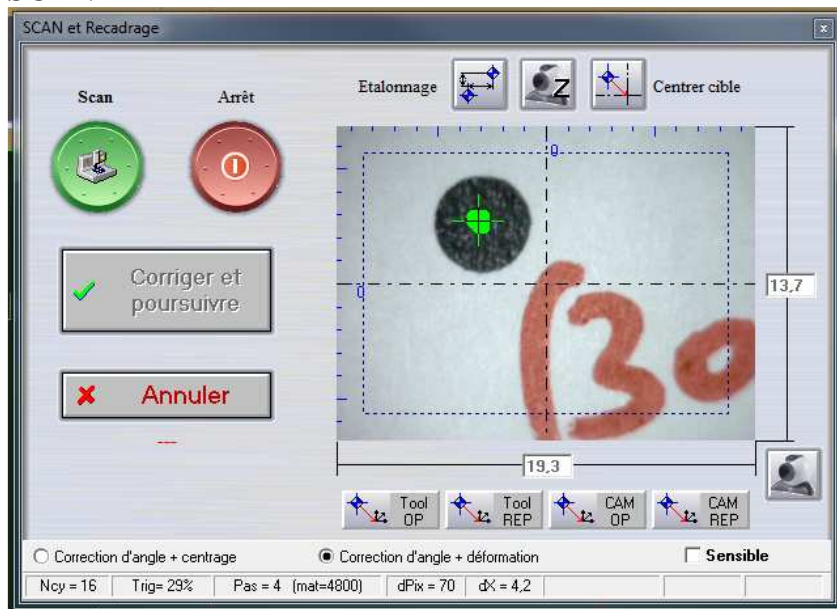 SCAN et Recadrage
x
Scan
Arrêt
Etalonnage
Z
Centrer cible
0
0
(30
13,7
19,3
Corriger et
poursuivre
Annuler
---
Tool
OP
Tool
REP
CAM
OP
CAM
REP
Correction d'angle + centrage
Correction d'angle + déformation
Sensible
Ncy = 16
Trig= 29%
Pas = 4 (mat=4800)
dPix = 70
dX = 4,2